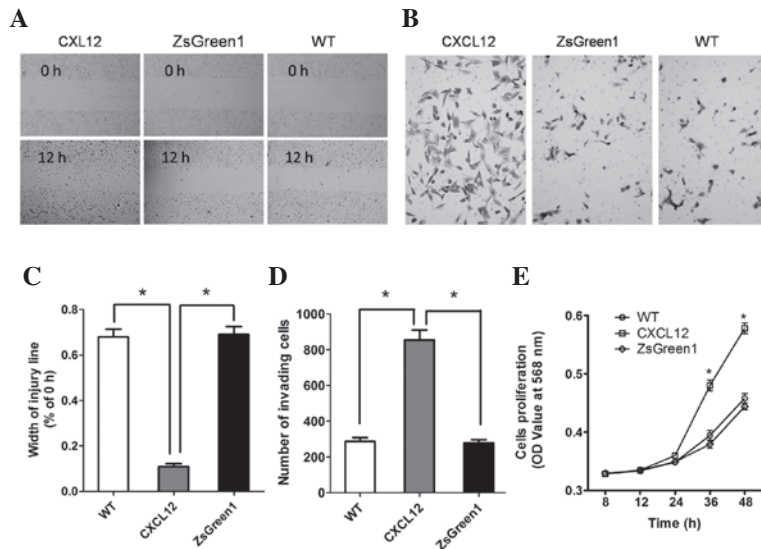 A
CXL12 ZsGreen1 WT
0 h 0 h 0 h
12 h 12 h 12 h
B
CXCL12 ZsGreen1 WT
C
Width of injury line
(% of 0 h)
0.8
0.6
0.4
0.2
0.0
WT CXCL12 ZsGreen1
* *
D
Number of invading cells
1000
800
600
400
200
0
WT CXCL12 ZsGreen1
* *
E
Cells proliferation
(OD Value at 568 nm)
0.6
0.5
0.4
0.3
WT
CXCL12
ZsGreen1
* *
8 12 24 36 48
Time (h)